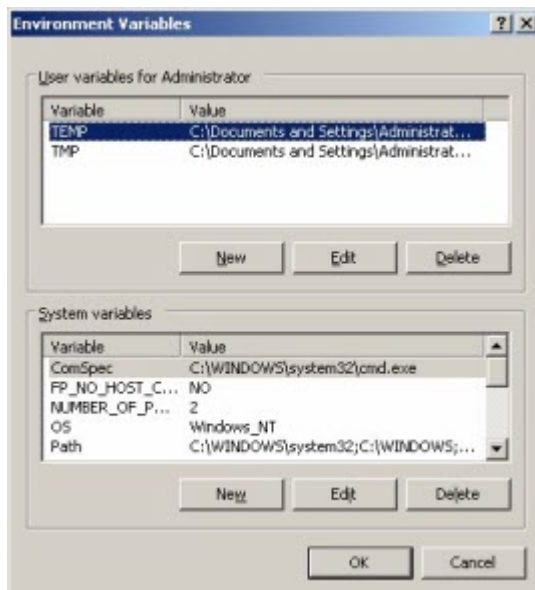 Environment Variables
User variables for Administrator
Variable Value
TEMP C:\Documents and Settings\Administrat...
TMP C:\Documents and Settings\Administrat...
New Edit Delete
System variables
Variable Value
ComSpec C:\WINDOWS\system32\cmd.exe
FP_NO_HOST_C... NO
NUMBER_OF_P... 2
OS Windows_NT
Path C:\WINDOWS\system32;C:\WINDOWS;...
New Edit Delete
OK Cancel